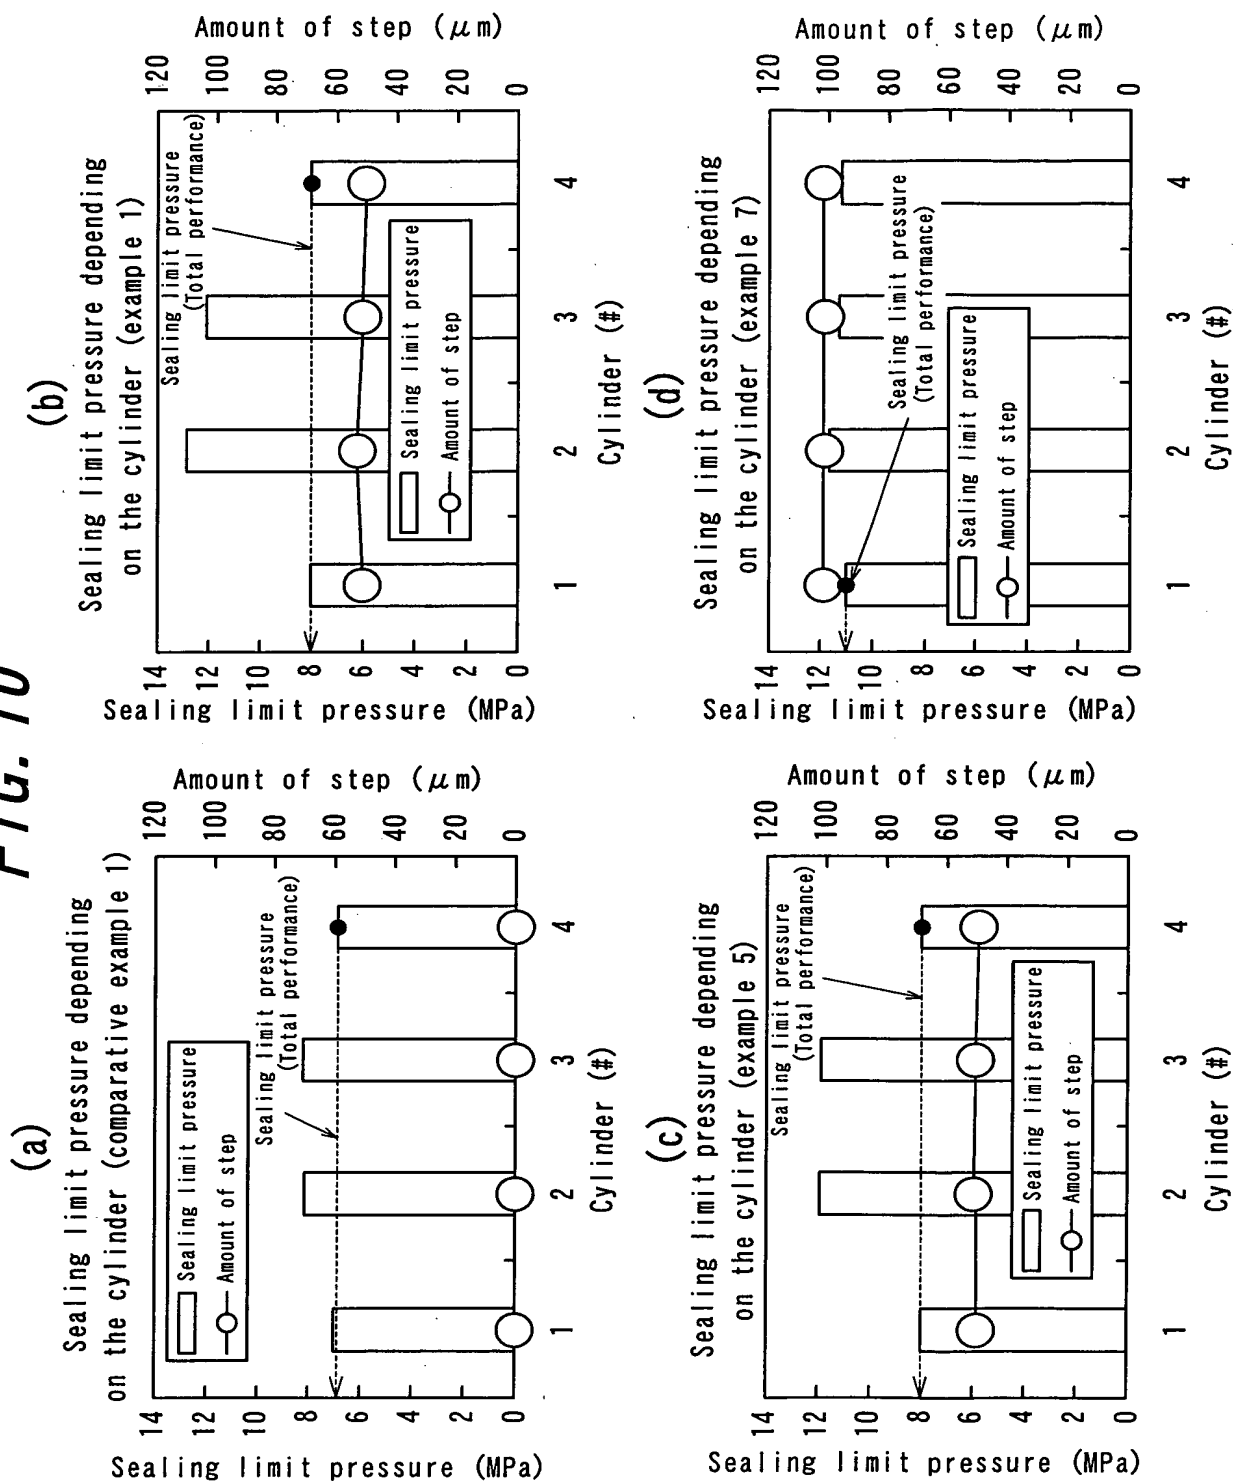 FIG. 10
(a)
Sealing limit pressure depending
on the cylinder (comparative example 1)
Sealing limit pressure (MPa)
14
12
10
8
6
4
2
0
Amount of step (μm)
120
100
80
60
40
20
0
Sealing limit pressure
Amount of step
Sealing limit pressure
(Total performance)
1
2
3
4
Cylinder (#)
(b)
Sealing limit pressure depending
on the cylinder (example 1)
Sealing limit pressure (MPa)
14
12
10
8
6
4
2
0
Amount of step (μm)
120
100
80
60
40
20
0
Sealing limit pressure
(Total performance)
Sealing limit pressure
Amount of step
1
2
3
4
Cylinder (#)
(c)
Sealing limit pressure depending
on the cylinder (example 5)
Sealing limit pressure (MPa)
14
12
10
8
6
4
2
0
Amount of step (μm)
120
100
80
60
40
20
0
Sealing limit pressure
(Total performance)
Sealing limit pressure
Amount of step
1
2
3
4
Cylinder (#)
(d)
Sealing limit pressure depending
on the cylinder (example 7)
Sealing limit pressure (MPa)
14
12
10
8
6
4
2
0
Amount of step (μm)
120
100
80
60
40
20
0
Sealing limit pressure
(Total performance)
Sealing limit pressure
Amount of step
1
2
3
4
Cylinder (#)